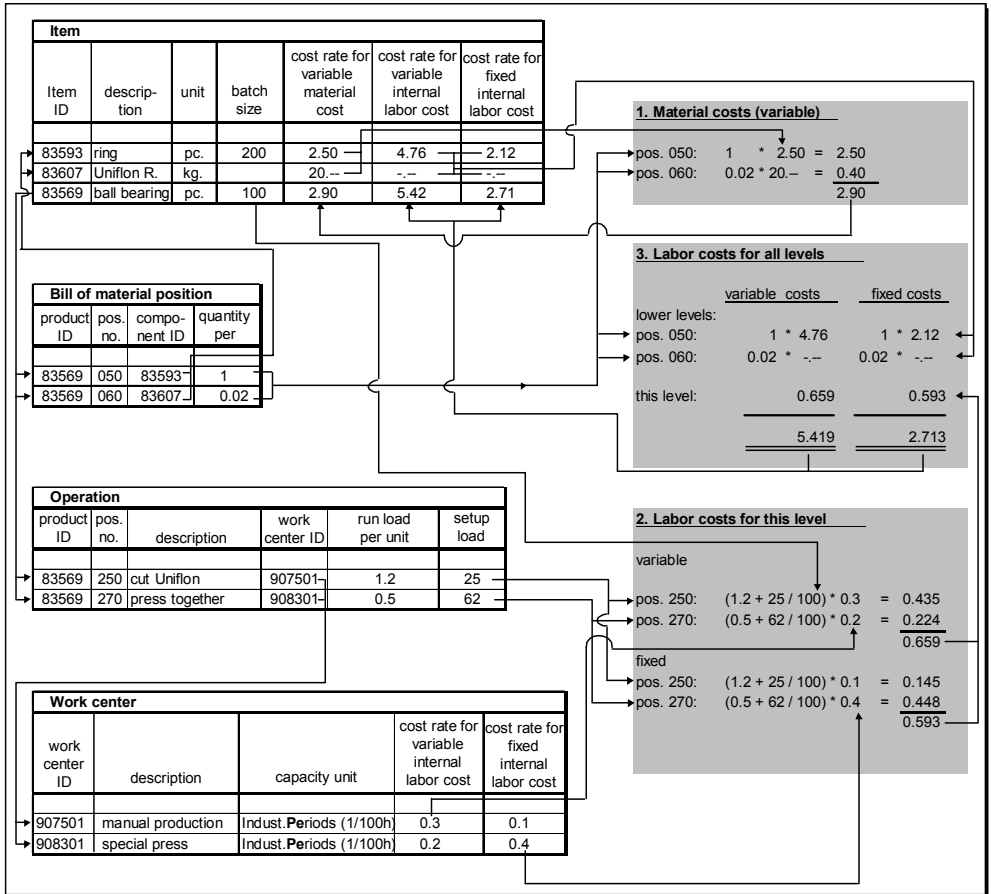 Item
Item ID descrip-tion unit batch size cost rate for variable material cost cost rate for variable internal labor cost cost rate for fixed internal labor cost
83593 ring pc. 200 2.50 4.76 2.12
83607 Uniflon R. kg. 20.-- -.-- -.--
83569 ball bearing pc. 100 2.90 5.42 2.71
1. Material costs (variable)
pos. 050: 1 * 2.50 = 2.50
pos. 060: 0.02 * 20.-- = 0.40
2.90
Bill of material position
product ID pos. no. compo-nent ID quantity per
83569 050 83593 1
83569 060 83607 0.02
3. Labor costs for all levels
variable costs fixed costs
lower levels:
pos. 050: 1 * 4.76 1 * 2.12
pos. 060: 0.02 * -.-- 0.02 * -.--
this level: 0.659 0.593
5.419 2.713
Operation
product ID pos. no. description work center ID run load per unit setup load
83569 250 cut Uniflon 907501 1.2 25
83569 270 press together 908301 0.5 62
2. Labor costs for this level
variable
pos. 250: (1.2 + 25 / 100) * 0.3 = 0.435
pos. 270: (0.5 + 62 / 100) * 0.2 = 0.224
0.659
fixed
pos. 250: (1.2 + 25 / 100) * 0.1 = 0.145
pos. 270: (0.5 + 62 / 100) * 0.4 = 0.448
0.593
Work center
work center ID description capacity unit cost rate for variable internal labor cost cost rate for fixed internal labor cost
907501 manual production Indust.Periods (1/100h) 0.3 0.1
908301 special press Indust.Periods (1/100h) 0.2 0.4